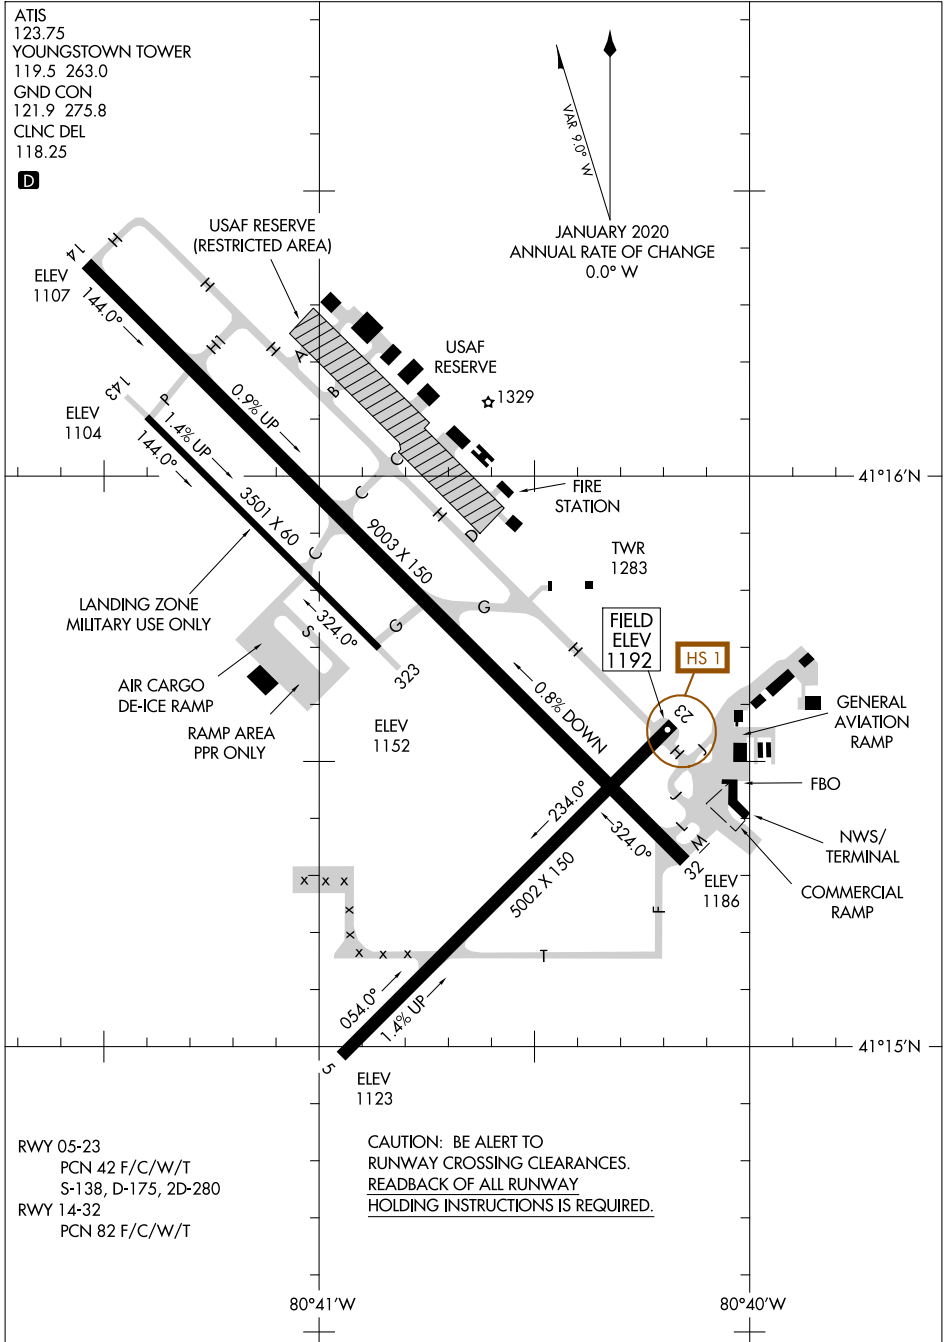 ATIS
123.75
YOUNGSTOWN TOWER
119.5 263.0
GND CON
121.9 275.8
CLNC DEL
118.25
D
VAR 9.0° W
JANUARY 2020
ANNUAL RATE OF CHANGE
0.0° W
USAF RESERVE
(RESTRICTED AREA)
14
H
ELEV
1107
144.0°
H
H1
H
A
B
USAF
RESERVE
1329
143
P
ELEV
1104
1.4% UP
144.0°
0.9% UP
C
C
C
3501 X 60
9003 X 150
H
D
41°16'N
FIRE
STATION
TWR
1283
LANDING ZONE
MILITARY USE ONLY
S
324.0°
G
G
H
FIELD
ELEV
1192
HS 1
23
AIR CARGO
DE-ICE RAMP
RAMP AREA
PPR ONLY
323
ELEV
1152
0.8% DOWN
H
J
J
L
M
GENERAL
AVIATION
RAMP
FBO
NWS/
TERMINAL
COMMERCIAL
RAMP
234.0°
324.0°
32
ELEV
1186
5002 X 150
x x x
x
x
x x x
F
T
054.0°
1.4% UP
5
ELEV
1123
41°15'N
RWY 05-23
PCN 42 F/C/W/T
S-138, D-175, 2D-280
RWY 14-32
PCN 82 F/C/W/T
CAUTION: BE ALERT TO
RUNWAY CROSSING CLEARANCES.
READBACK OF ALL RUNWAY
HOLDING INSTRUCTIONS IS REQUIRED.
80°41'W
80°40'W